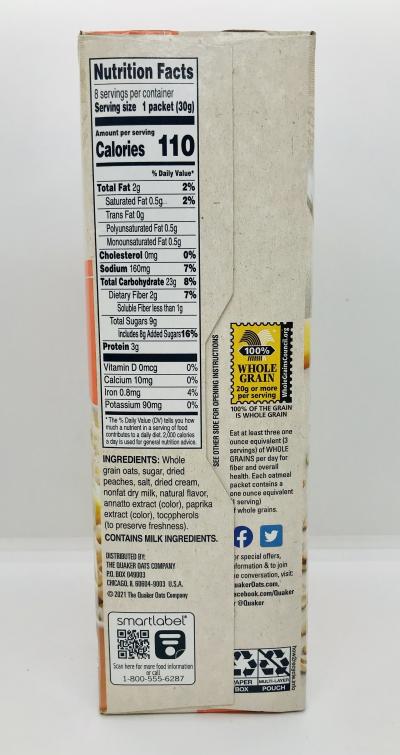 Nutrition Facts
8 servings per container
Serving size 1 packet (30g)
Amount per serving
Calories 110
% Daily Value*
Total Fat 2g 2%
Saturated Fat 0.5g 2%
Trans Fat 0g
Polyunsaturated Fat 0.5g
Monounsaturated Fat 0.5g
Cholesterol 0mg 0%
Sodium 160mg 7%
Total Carbohydrate 23g 8%
Dietary Fiber 2g 7%
Soluble Fiber less than 1g
Total Sugars 9g
Includes 8g Added Sugars 16%
Protein 3g
Vitamin D 0mcg 0%
Calcium 10mg 0%
Iron 0.8mg 4%
Potassium 90mg 0%
*The % Daily Value (DV) tells you how
much a nutrient in a serving of food
contributes to a daily diet. 2,000 calories
a day is used for general nutrition advice.
INGREDIENTS: Whole
grain oats, sugar, dried
peaches, salt, dried cream,
nonfat dry milk, natural flavor,
annatto extract (color), paprika
extract (color), tocopherols
(to preserve freshness).
CONTAINS MILK INGREDIENTS.
DISTRIBUTED BY:
THE QUAKER OATS COMPANY
P.O. BOX 049003
CHICAGO, IL 60604-9003 U.S.A.
© 2021 The Quaker Oats Company
smartlabel®
Scan here for more food information
or call
1-800-555-6287
SEE OTHER SIDE FOR OPENING INSTRUCTIONS
100%
WHOLE
GRAIN
20g or more
per serving
WholeGrainsCouncil.org
100% OF THE GRAIN
IS WHOLE GRAIN
Eat at least three one
ounce equivalent (3
servings) of WHOLE
GRAINS per day for
fiber and overall
health. Each oatmeal
packet contains a
one ounce equivalent
(1 serving)
of whole grains.
or special offers,
nformation & to join
e conversation, visit:
uakerOats.com,
acebook.com/Quaker
r @Quaker
how2recycle.info
PAPER
BOX
MULTI-LAYER
POUCH